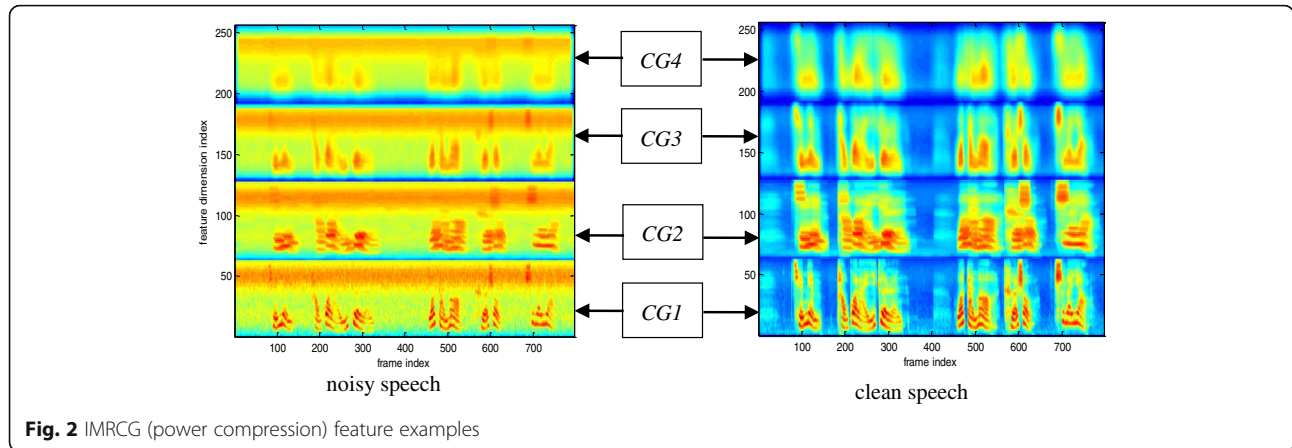 250
200
150
100
50
feature dimension index
100 200 300 400 500 600 700
frame index
noisy speech
CG4
CG3
CG2
CG1
250
200
150
100
50
100 200 300 400 500 600 700
frame index
clean speech
Fig. 2 IMRCG (power compression) feature examples